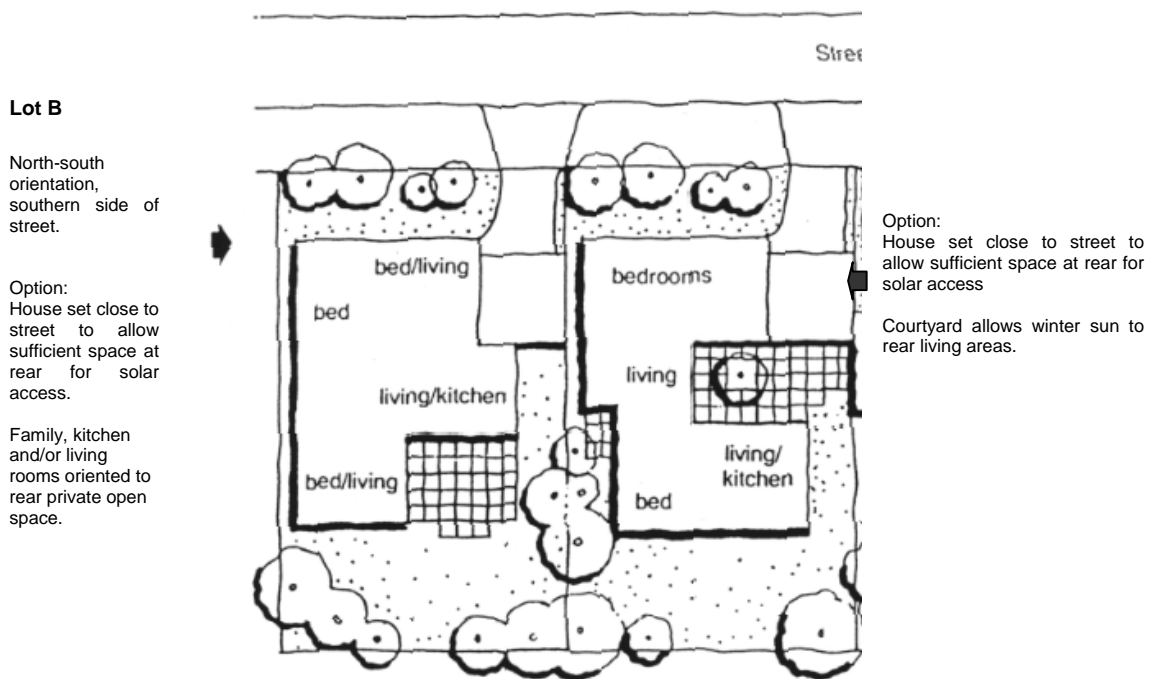 Stree
Lot B
North-south
orientation,
southern side of
street.
Option:
House set close to
street to allow
sufficient space at
rear for solar
access.
Family, kitchen
and/or living
rooms oriented to
rear private open
space.
bed/living
bed
living/kitchen
bed/living
bedrooms
living
living/
kitchen
bed
Option:
House set close to street to
allow sufficient space at rear for
solar access
Courtyard allows winter sun to
rear living areas.